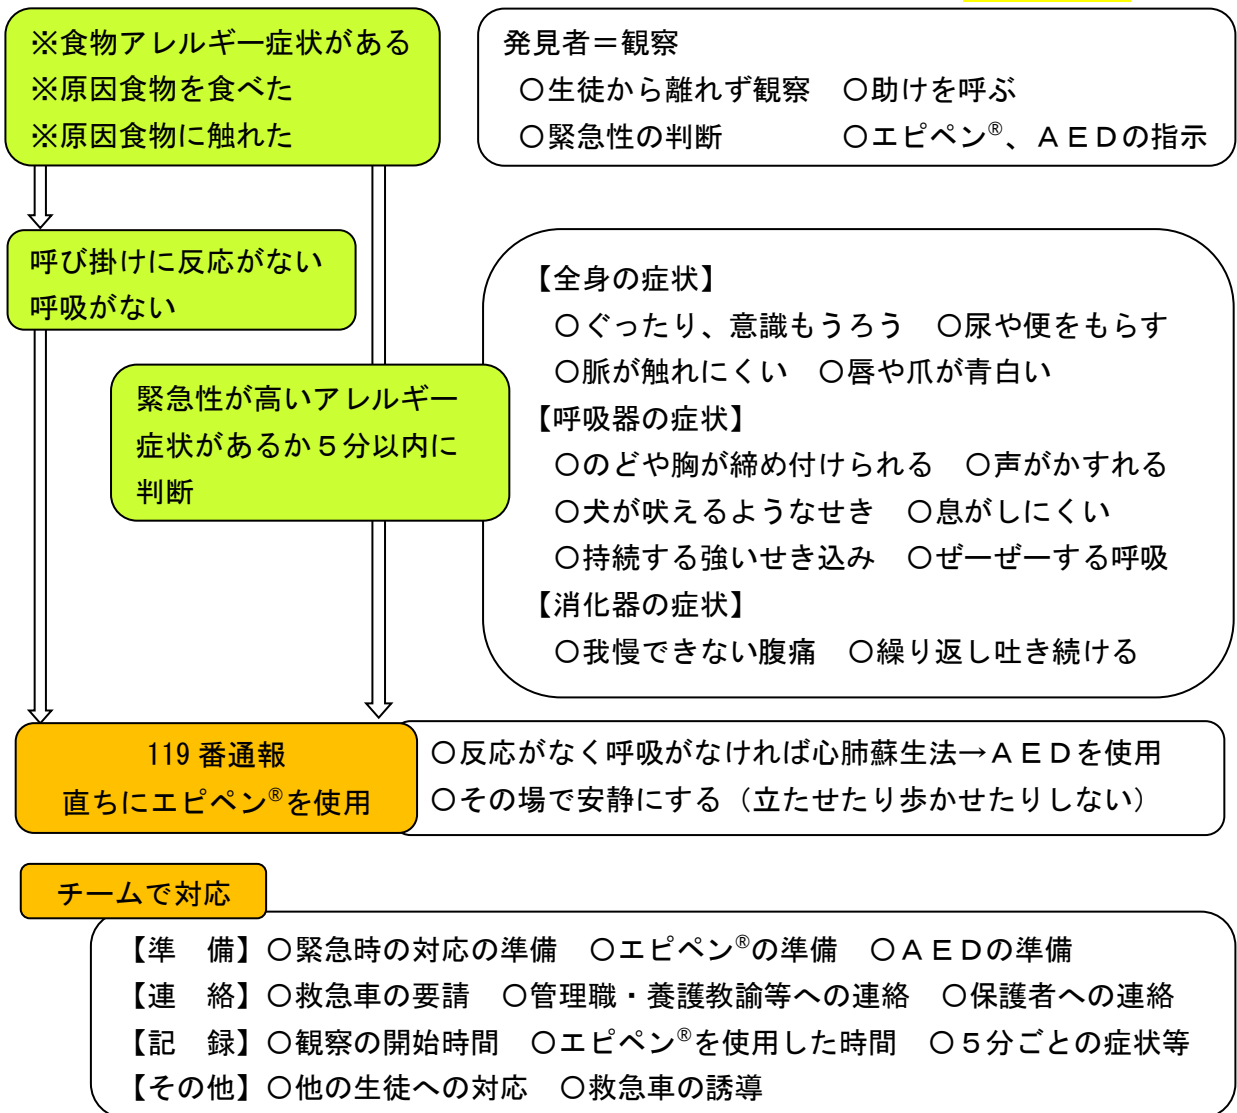 ※食物アレルギー症状がある
※原因食物を食べた
※原因食物に触れた
発見者＝観察
○生徒から離れず観察　○助けを呼ぶ
○緊急性の判断　　　　○エピペン®、ＡＥＤの指示
呼び掛けに反応がない
呼吸がない
緊急性が高いアレルギー
症状があるか５分以内に
判断
【全身の症状】
○ぐったり、意識もうろう　○尿や便をもらす
○脈が触れにくい　○唇や爪が青白い
【呼吸器の症状】
○のどや胸が締め付けられる　○声がかすれる
○犬が吠えるようなせき　○息がしにくい
○持続する強いせき込み　○ぜーぜーする呼吸
【消化器の症状】
○我慢できない腹痛　○繰り返し吐き続ける
119 番通報
直ちにエピペン®を使用
○反応がなく呼吸がなければ心肺蘇生法→ＡＥＤを使用
○その場で安静にする（立たせたり歩かせたりしない）
チームで対応
【準　備】○緊急時の対応の準備　○エピペン®の準備　○ＡＥＤの準備
【連　絡】○救急車の要請　○管理職・養護教諭等への連絡　○保護者への連絡
【記　録】○観察の開始時間　○エピペン®を使用した時間　○５分ごとの症状等
【その他】○他の生徒への対応　○救急車の誘導